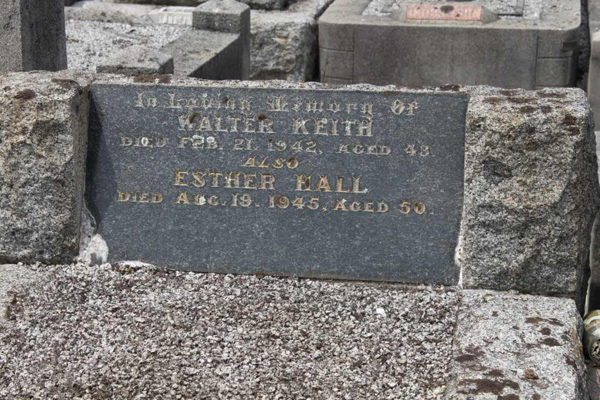 In Loving Memory Of
WALTER KEITH
DIED FEB. 21. 1942, AGED 43.
ALSO
ESTHER HALL
DIED AUG. 19. 1945, AGED 50.